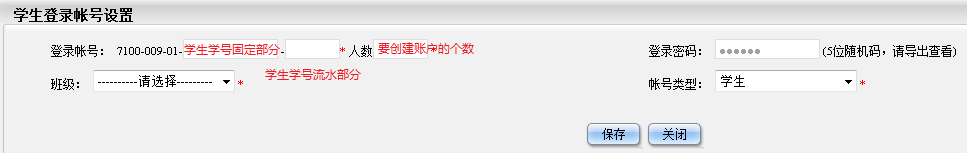 学生登录帐号设置
登录帐号： 7100-009-01-学生学号固定部分-* 人数 要创建账户的个数 登录密码： ●●●●●● (5位随机码，请导出查看)
学生学号流水部分
班级： ----------请选择--------- * 帐号类型： 学生 *
保存 关闭